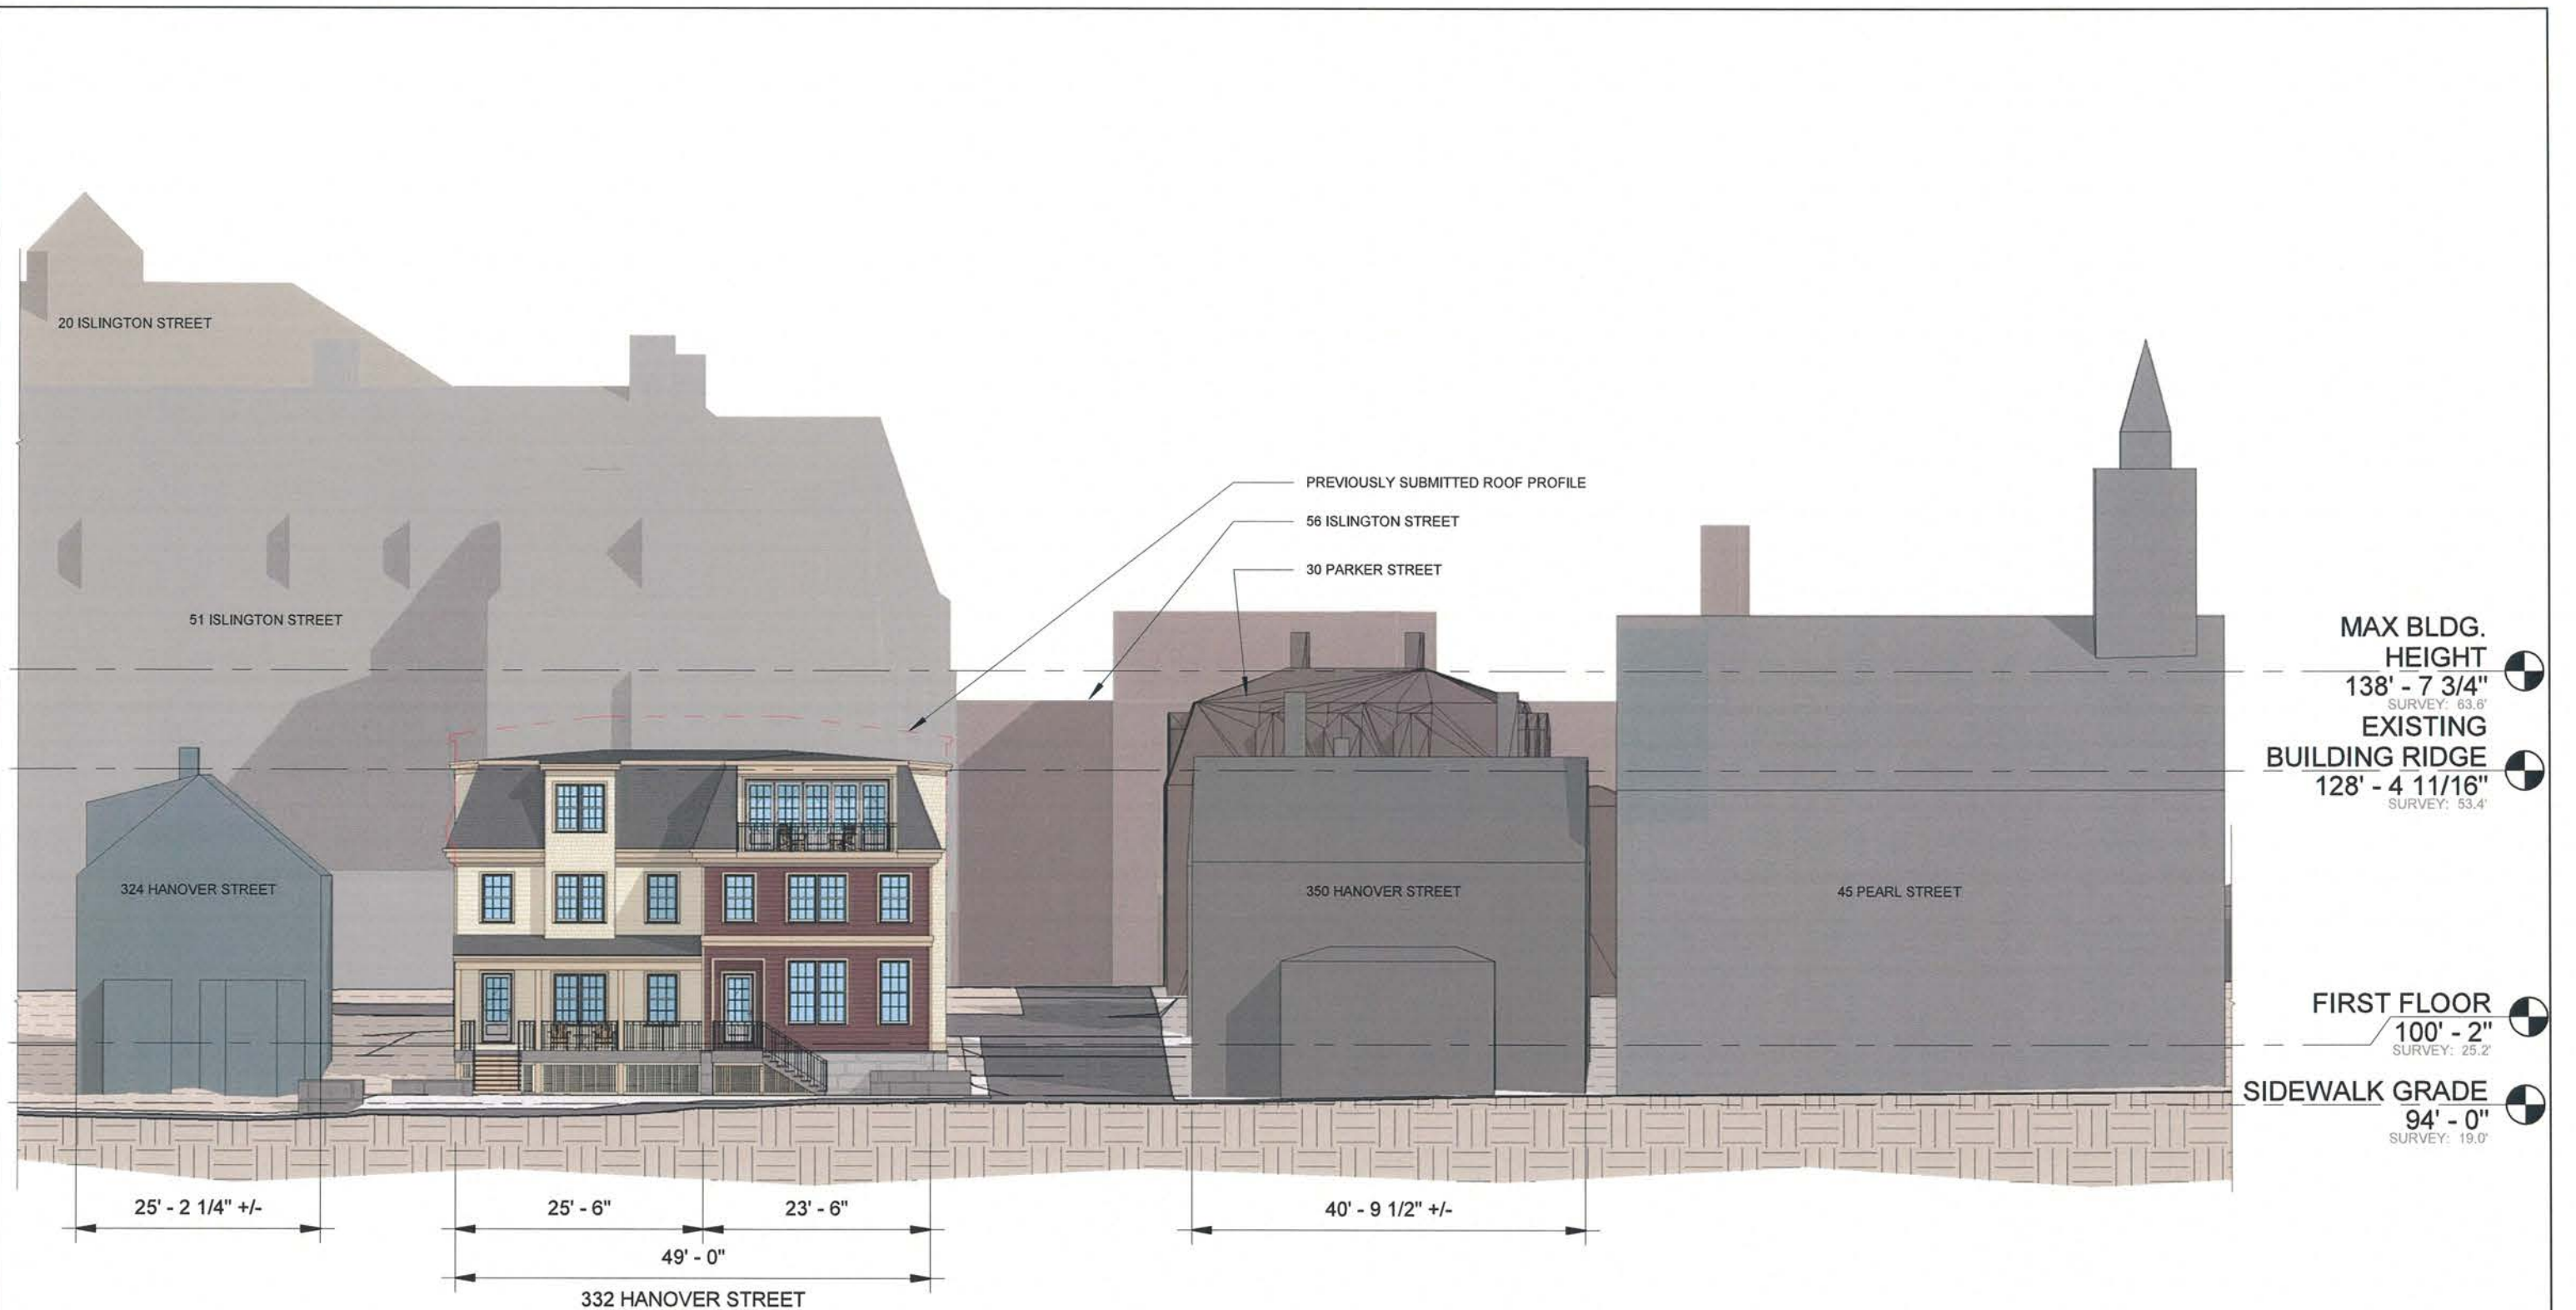 20 ISLINGTON STREET
PREVIOUSLY SUBMITTED ROOF PROFILE
56 ISLINGTON STREET
30 PARKER STREET
51 ISLINGTON STREET
MAX BLDG.
HEIGHT
138' - 7 3/4"
SURVEY: 63.6'
EXISTING
BUILDING RIDGE
128' - 4 11/16"
SURVEY: 53.4'
324 HANOVER STREET
350 HANOVER STREET
45 PEARL STREET
FIRST FLOOR
100' - 2"
SURVEY: 25.2'
SIDEWALK GRADE
94' - 0"
SURVEY: 19.0'
25' - 2 1/4" +/-
25' - 6"
23' - 6"
40' - 9 1/2" +/-
49' - 0"
332 HANOVER STREET